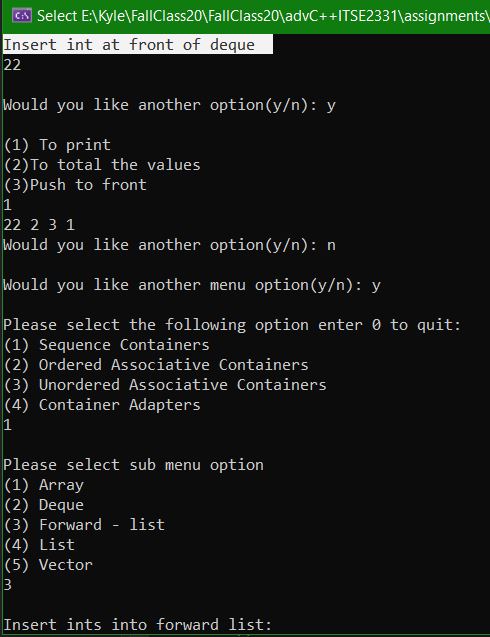 Select E:\Kyle\FallClass20\FallClass20\advC++ITSE2331\assignments\
Insert int at front of deque
22
Would you like another option(y/n): y
(1) To print
(2)To total the values
(3)Push to front
1
22 2 3 1
Would you like another option(y/n): n
Would you like another menu option(y/n): y
Please select the following option enter 0 to quit:
(1) Sequence Containers
(2) Ordered Associative Containers
(3) Unordered Associative Containers
(4) Container Adapters
1
Please select sub menu option
(1) Array
(2) Deque
(3) Forward - list
(4) List
(5) Vector
3
Insert ints into forward list: